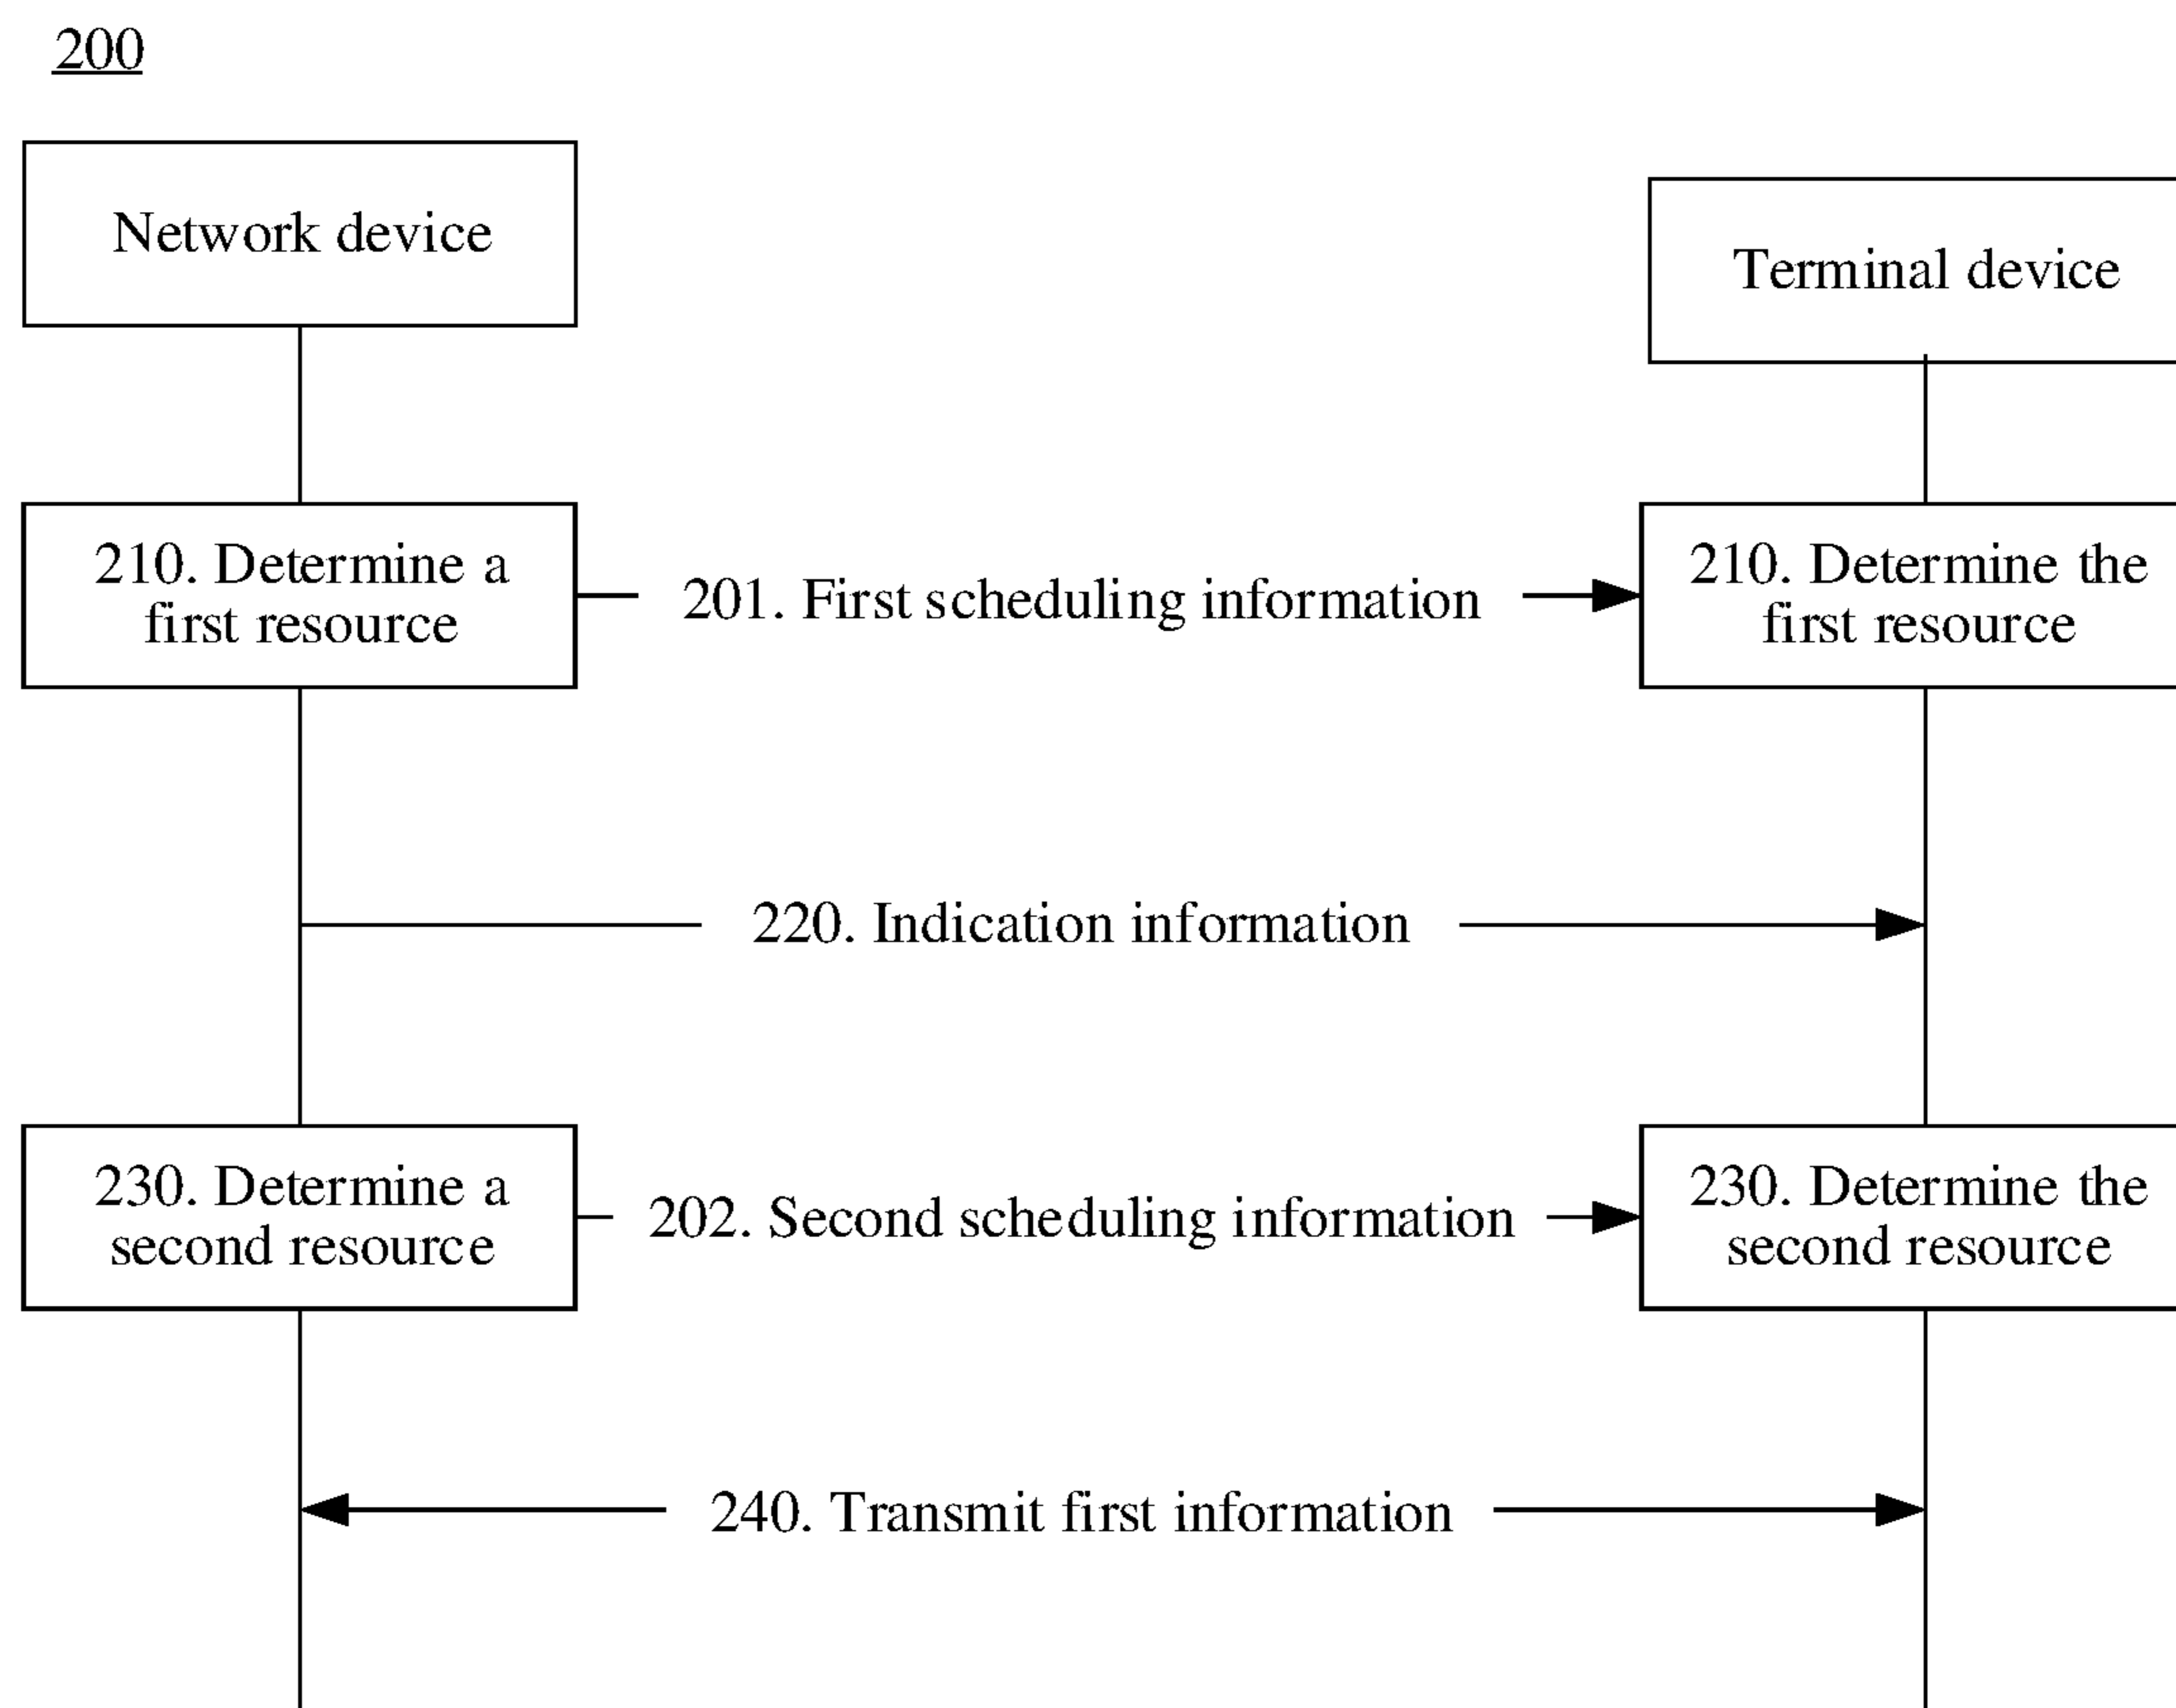 200
Network device
Terminal device
210. Determine a
first resource
201. First scheduling information
210. Determine the
first resource
220. Indication information
230. Determine a
second resource
202. Second scheduling information
230. Determine the
second resource
240. Transmit first information